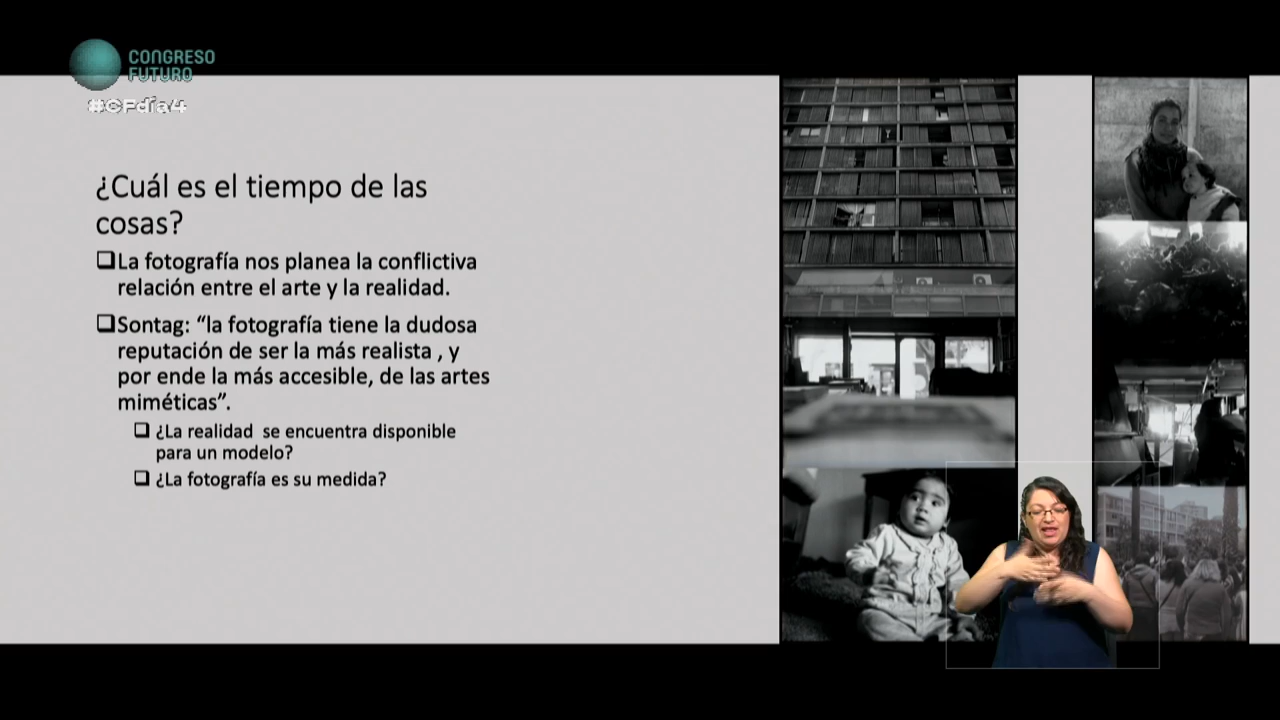 CONGRESO
FUTURO
#CFdía4
¿Cuál es el tiempo de las
cosas?
La fotografía nos planea la conflictiva
relación entre el arte y la realidad.
Sontag: “la fotografía tiene la dudosa
reputación de ser la más realista , y
por ende la más accesible, de las artes
miméticas”.
¿La realidad  se encuentra disponible
para un modelo?
¿La fotografía es su medida?